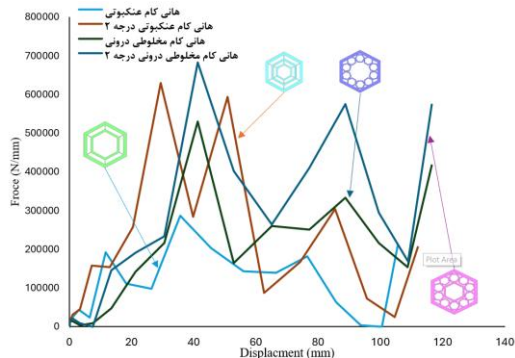 هانی کام عنکبوتی
هانی کام عنکبوتی درجه ۲
هانی کام مخلوطی درونی
هانی کام مخلوطی درونی درجه ۲
800000
700000
600000
500000
400000
300000
200000
100000
0
Froce (N/mm)
Plot Area
0 20 40 60 80 100 120 140
Displacment (mm)